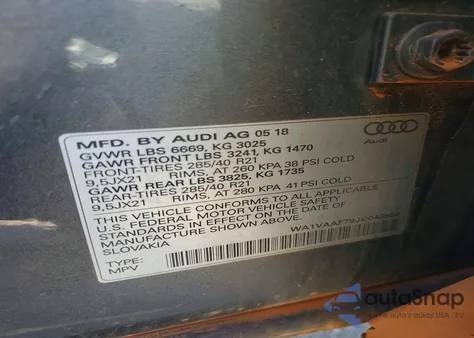 MFD. BY AUDI AG 05 18
GVWR LBS 6669, KG 3025
GAWR FRONT LBS 3241, KG 1470
FRONT-TIRES 285/40 R21
9,5JX21 RIMS, AT 260 KPA 38 PSI COLD
GAWR REAR LBS 3825, KG 1735
REAR-TIRES 285/40 R21
9,5JX21 RIMS, AT 280 KPA 41 PSI COLD
THIS VEHICLE CONFORMS TO ALL APPLICABLE
U.S. FEDERAL MOTOR VEHICLE SAFETY
STANDARDS IN EFFECT ON THE DATE OF
MANUFACTURE SHOWN ABOVE.
SLOVAKIA
TYPE:
MPV
Audi
autoSnap